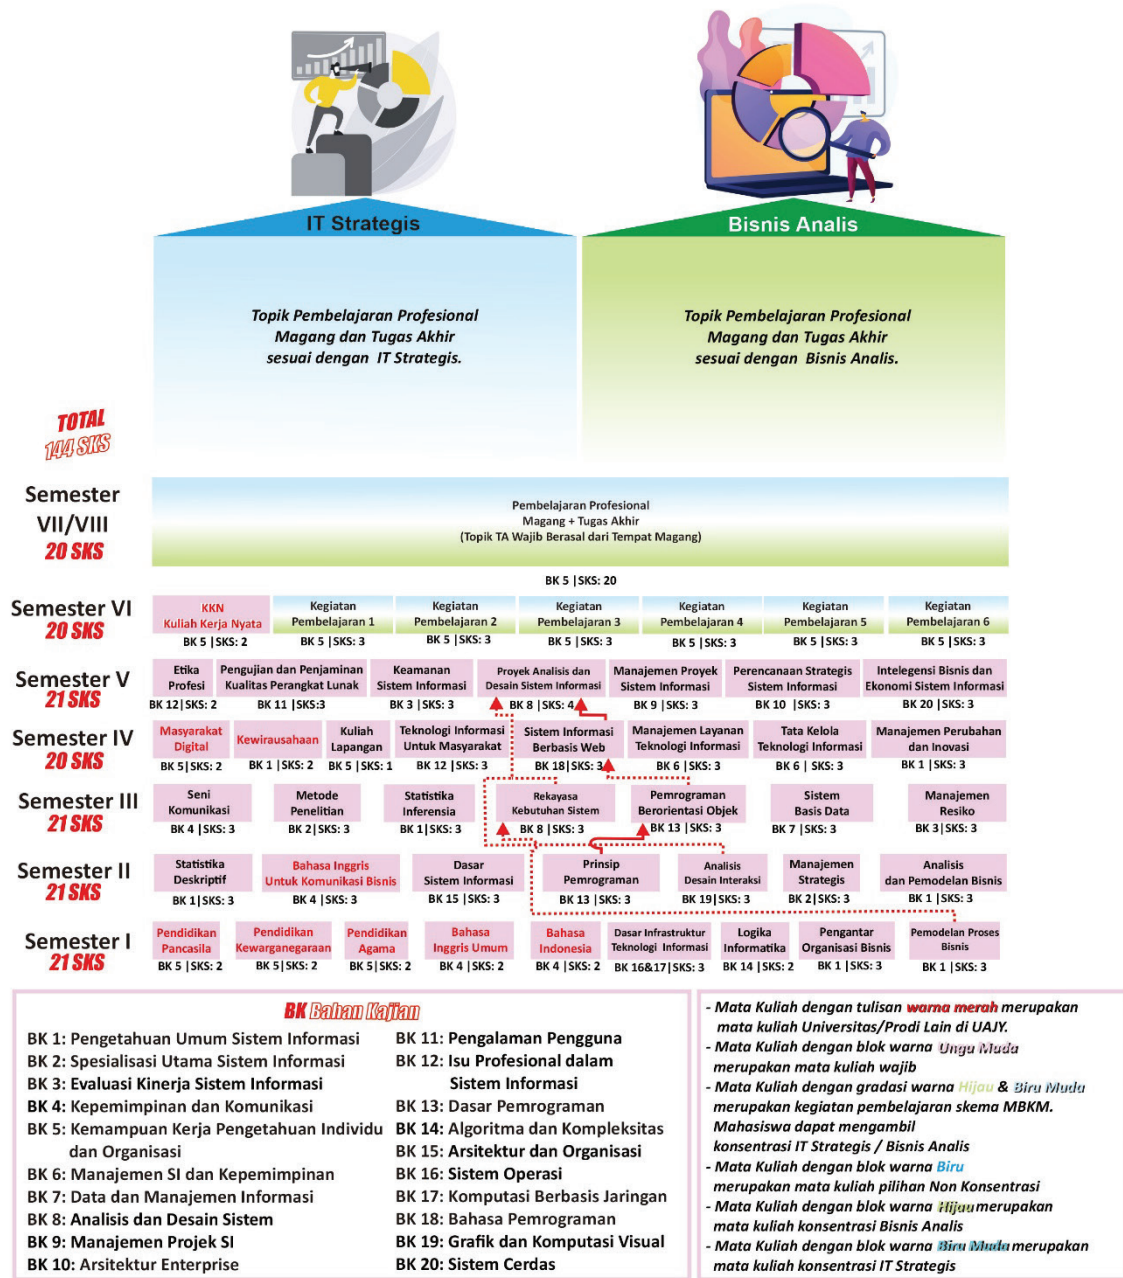 IT Strategis
Bisnis Analis
Topik Pembelajaran Profesional
Magang dan Tugas Akhir
sesuai dengan IT Strategis.
Topik Pembelajaran Profesional
Magang dan Tugas Akhir
sesuai dengan Bisnis Analis.
TOTAL
144 SKS
Semester
VII/VIII
20 SKS
Pembelajaran Profesional
Magang + Tugas Akhir
(Topik TA Wajib Berasal dari Tempat Magang)
BK 5 |SKS: 20
Semester VI
20 SKS
KKN
Kuliah Kerja Nyata
BK 5 |SKS: 2
Kegiatan
Pembelajaran 1
BK 5 |SKS: 3
Kegiatan
Pembelajaran 2
BK 5 |SKS: 3
Kegiatan
Pembelajaran 3
BK 5 |SKS: 3
Kegiatan
Pembelajaran 4
BK 5 |SKS: 3
Kegiatan
Pembelajaran 5
BK 5 |SKS: 3
Kegiatan
Pembelajaran 6
BK 5 |SKS: 3
Semester V
21 SKS
Etika
Profesi
BK 12|SKS: 2
Pengujian dan Penjaminan
Kualitas Perangkat Lunak
BK 11 |SKS:3
Keamanan
Sistem Informasi
BK 3 |SKS: 3
Proyek Analisis dan
Desain Sistem Informasi
BK 8 |SKS: 4
Manajemen Proyek
Sistem Informasi
BK 9 |SKS: 3
Perencanaan Strategis
Sistem Informasi
BK 10 |SKS: 3
Intelegensi Bisnis dan
Ekonomi Sistem Informasi
BK 20 |SKS: 3
Semester IV
20 SKS
Masyarakat
Digital
BK 5|SKS: 2
Kewirausahaan
BK 1 |SKS: 2
Kuliah
Lapangan
BK 5 |SKS: 1
Teknologi Informasi
Untuk Masyarakat
BK 12 |SKS: 3
Sistem Informasi
Berbasis Web
BK 18|SKS: 3
Manajemen Layanan
Teknologi Informasi
BK 6 |SKS: 3
Tata Kelola
Teknologi Informasi
BK 6 | SKS: 3
Manajemen Perubahan
dan Inovasi
BK 1 |SKS: 3
Semester III
21 SKS
Seni
Komunikasi
BK 4 |SKS: 3
Metode
Penelitian
BK 2|SKS: 3
Statistika
Inferensia
BK 1|SKS: 3
Rekayasa
Kebutuhan Sistem
BK 8 |SKS: 3
Pemrograman
Berorientasi Objek
BK 13 |SKS: 3
Sistem
Basis Data
BK 7 |SKS: 3
Manajemen
Resiko
BK 3|SKS: 3
Semester II
21 SKS
Statistika
Deskriptif
BK 1|SKS: 3
Bahasa Inggris
Untuk Komunikasi Bisnis
BK 4 |SKS: 3
Dasar
Sistem Informasi
BK 15 |SKS: 3
Prinsip
Pemrograman
BK 13 |SKS: 3
Analisis
Desain Interaksi
BK 19|SKS: 3
Manajemen
Strategis
BK 2|SKS: 3
Analisis
dan Pemodelan Bisnis
BK 1 |SKS: 3
Semester I
21 SKS
Pendidikan
Pancasila
BK 5 |SKS: 2
Pendidikan
Kewarganegaraan
BK 5|SKS: 2
Pendidikan
Agama
BK 5|SKS: 2
Bahasa
Inggris Umum
BK 4 |SKS: 2
Bahasa
Indonesia
BK 4 |SKS: 2
Dasar Infrastruktur
Teknologi Informasi
BK 16&17|SKS: 3
Logika
Informatika
BK 14 |SKS: 2
Pengantar
Organisasi Bisnis
BK 1 |SKS: 3
Pemodelan Proses
Bisnis
BK 1 |SKS: 3
BK Bahan Kajian
BK 1: Pengetahuan Umum Sistem Informasi
BK 2: Spesialisasi Utama Sistem Informasi
BK 3: Evaluasi Kinerja Sistem Informasi
BK 4: Kepemimpinan dan Komunikasi
BK 5: Kemampuan Kerja Pengetahuan Individu
dan Organisasi
BK 6: Manajemen SI dan Kepemimpinan
BK 7: Data dan Manajemen Informasi
BK 8: Analisis dan Desain Sistem
BK 9: Manajemen Projek SI
BK 10: Arsitektur Enterprise
BK 11: Pengalaman Pengguna
BK 12: Isu Profesional dalam
Sistem Informasi
BK 13: Dasar Pemrograman
BK 14: Algoritma dan Kompleksitas
BK 15: Arsitektur dan Organisasi
BK 16: Sistem Operasi
BK 17: Komputasi Berbasis Jaringan
BK 18: Bahasa Pemrograman
BK 19: Grafik dan Komputasi Visual
BK 20: Sistem Cerdas
- Mata Kuliah dengan tulisan warna merah merupakan
mata kuliah Universitas/Prodi Lain di UAJY.
- Mata Kuliah dengan blok warna Ungu Muda
merupakan mata kuliah wajib
- Mata Kuliah dengan gradasi warna Hijau & Biru Muda
merupakan kegiatan pembelajaran skema MBKM.
Mahasiswa dapat mengambil
konsentrasi IT Strategis / Bisnis Analis
- Mata Kuliah dengan blok warna Biru
merupakan mata kuliah pilihan Non Konsentrasi
- Mata Kuliah dengan blok warna Hijau merupakan
mata kuliah konsentrasi Bisnis Analis
- Mata Kuliah dengan blok warna Biru Muda merupakan
mata kuliah konsentrasi IT Strategis